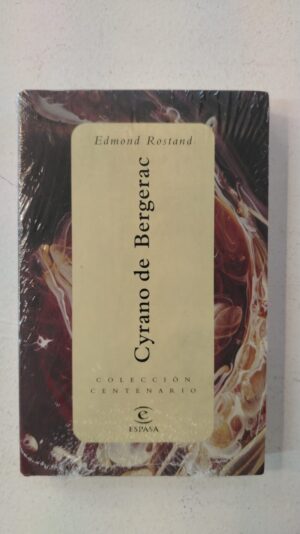 Edmond Rostand
Cyrano de Bergerac
COLECCIÓN
CENTENARIO
ESPASA